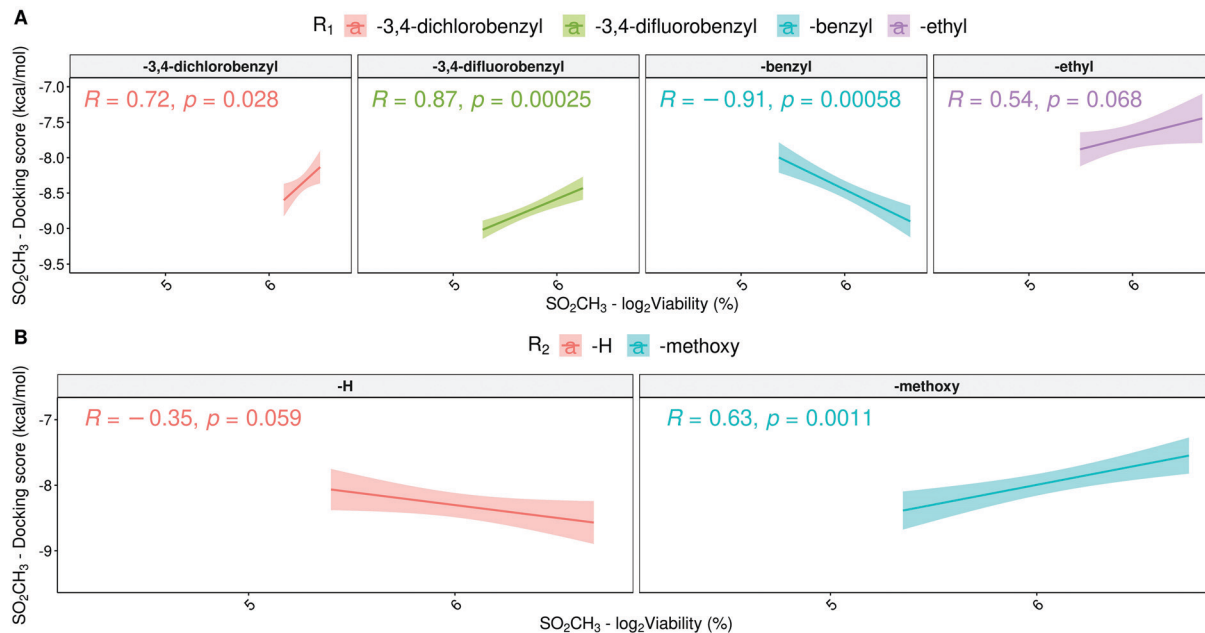 A
R₁ a -3,4-dichlorobenzyl a -3,4-difluorobenzyl a -benzyl a -ethyl
-3,4-dichlorobenzyl -3,4-difluorobenzyl -benzyl -ethyl
R = 0.72, p = 0.028 R = 0.87, p = 0.00025 R = −0.91, p = 0.00058 R = 0.54, p = 0.068
SO₂CH₃ - Docking score (kcal/mol)
-7.0
-7.5
-8.0
-8.5
-9.0
-9.5
5 6 5 6 5 6 5 6
SO₂CH₃ - log₂Viability (%)
B
R₂ a -H a -methoxy
-H -methoxy
R = −0.35, p = 0.059 R = 0.63, p = 0.0011
SO₂CH₃ - Docking score (kcal/mol)
-7
-8
-9
5 6 5 6
SO₂CH₃ - log₂Viability (%)